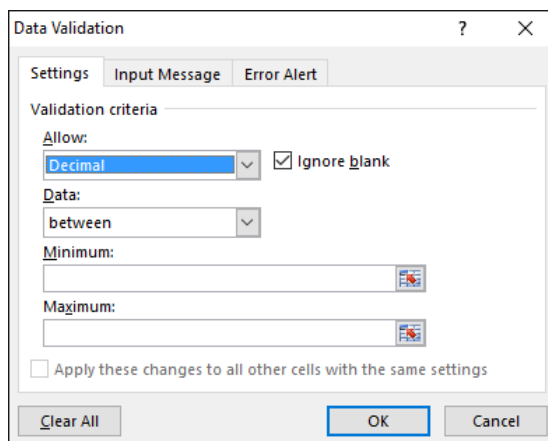 Data Validation ?
Settings Input Message Error Alert
Validation criteria
Allow:
Decimal Ignore blank
Data:
between
Minimum:
Maximum:
Apply these changes to all other cells with the same settings
Clear All OK Cancel